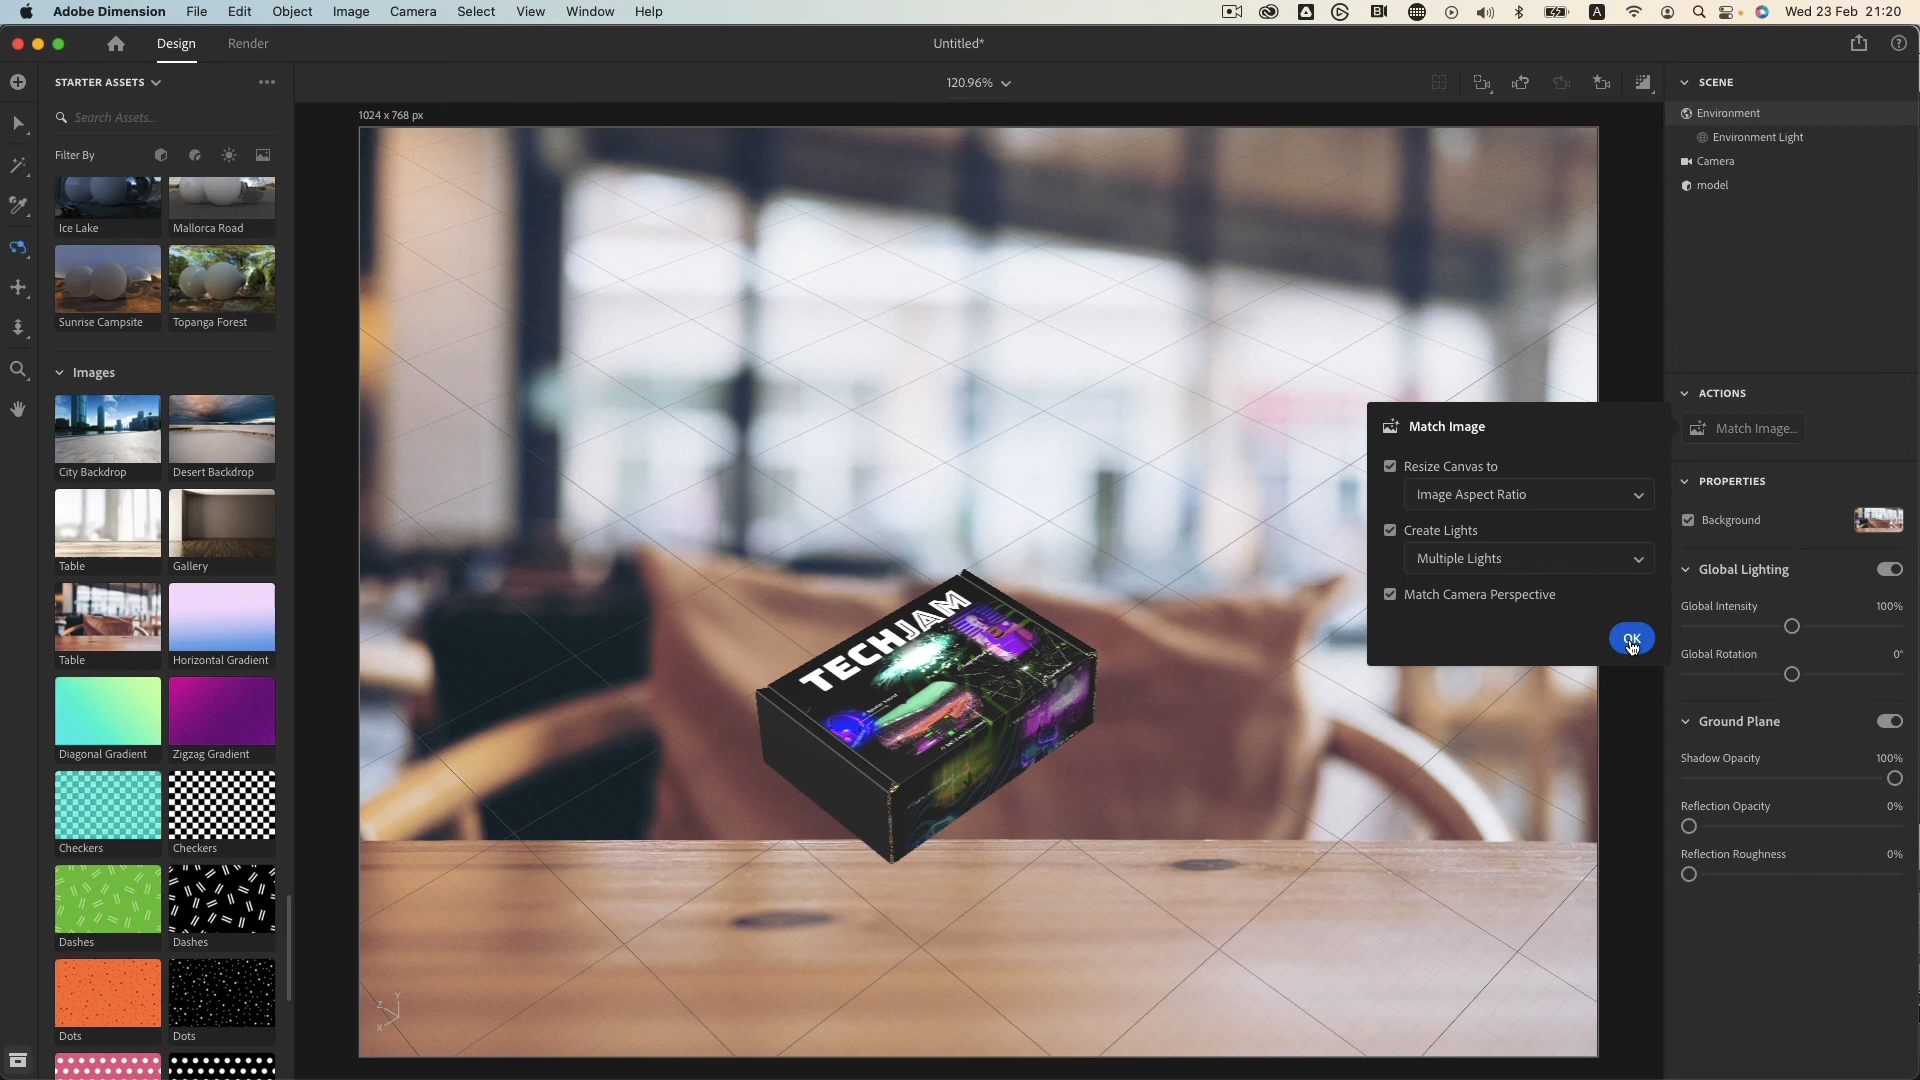 Adobe Dimension File Edit Object Image Camera Select View Window Help
A Wed 23 Feb 21:20
Design Render Untitled*
STARTER ASSETS
120.96%
Search Assets...
Filter By
1024 x 768 px
Ice Lake Mallorca Road
Sunrise Campsite Topanga Forest
Images
City Backdrop Desert Backdrop
Table Gallery
Table Horizontal Gradient
Diagonal Gradient Zigzag Gradient
Checkers Checkers
Dashes Dashes
Dots Dots
TECHJAM
Z Y
X
Match Image
Resize Canvas to
Image Aspect Ratio
Create Lights
Multiple Lights
Match Camera Perspective
OK
SCENE
Environment
Environment Light
Camera
model
ACTIONS
Match Image...
PROPERTIES
Background
Global Lighting
Global Intensity 100%
Global Rotation 0°
Ground Plane
Shadow Opacity 100%
Reflection Opacity 0%
Reflection Roughness 0%